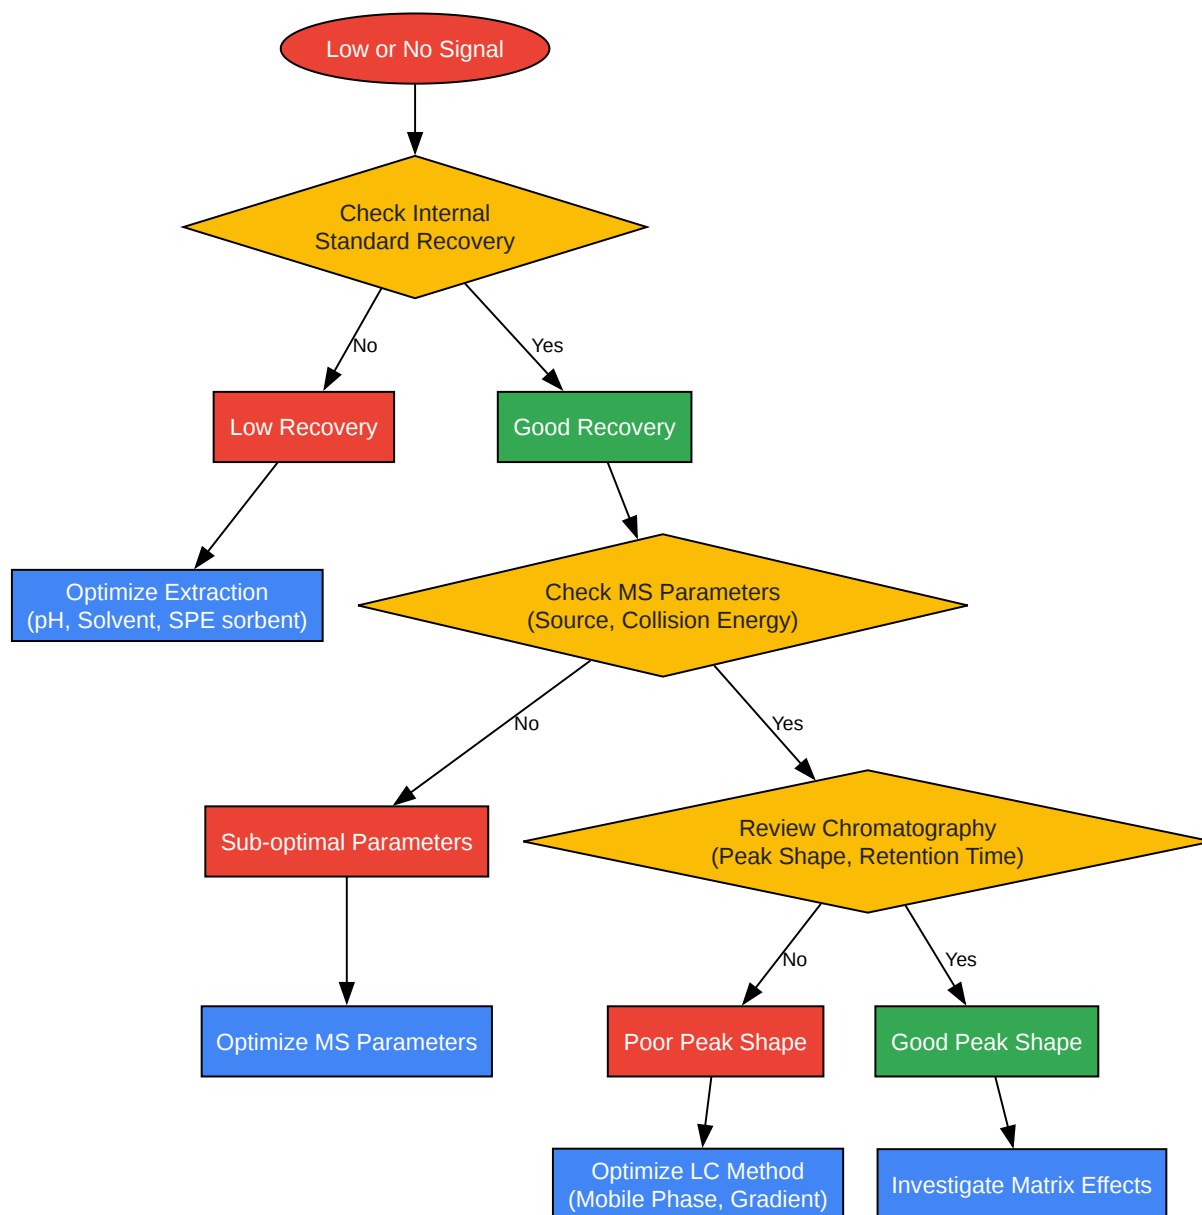 Low or No Signal
Check Internal
Standard Recovery
No
Yes
Low Recovery
Good Recovery
Optimize Extraction
(pH, Solvent, SPE sorbent)
Check MS Parameters
(Source, Collision Energy)
No
Yes
Sub-optimal Parameters
Review Chromatography
(Peak Shape, Retention Time)
No
Yes
Optimize MS Parameters
Poor Peak Shape
Good Peak Shape
Optimize LC Method
(Mobile Phase, Gradient)
Investigate Matrix Effects